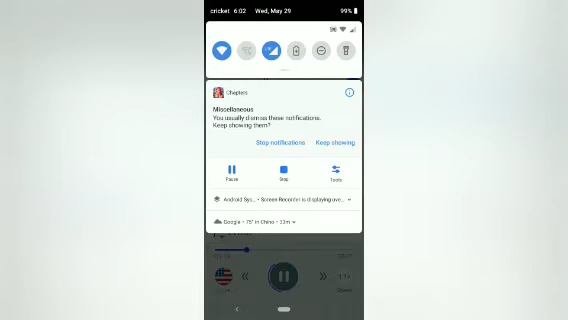 cricket 6:02 Wed, May 29 99%
Chapters
Miscellaneous
You usually dismiss these notifications.
Keep showing them?
Stop notifications Keep showing
Pause Stop Tools
Android Sys... • Screen Recorder is displaying ove...
Google • 75° in Chino • 33m